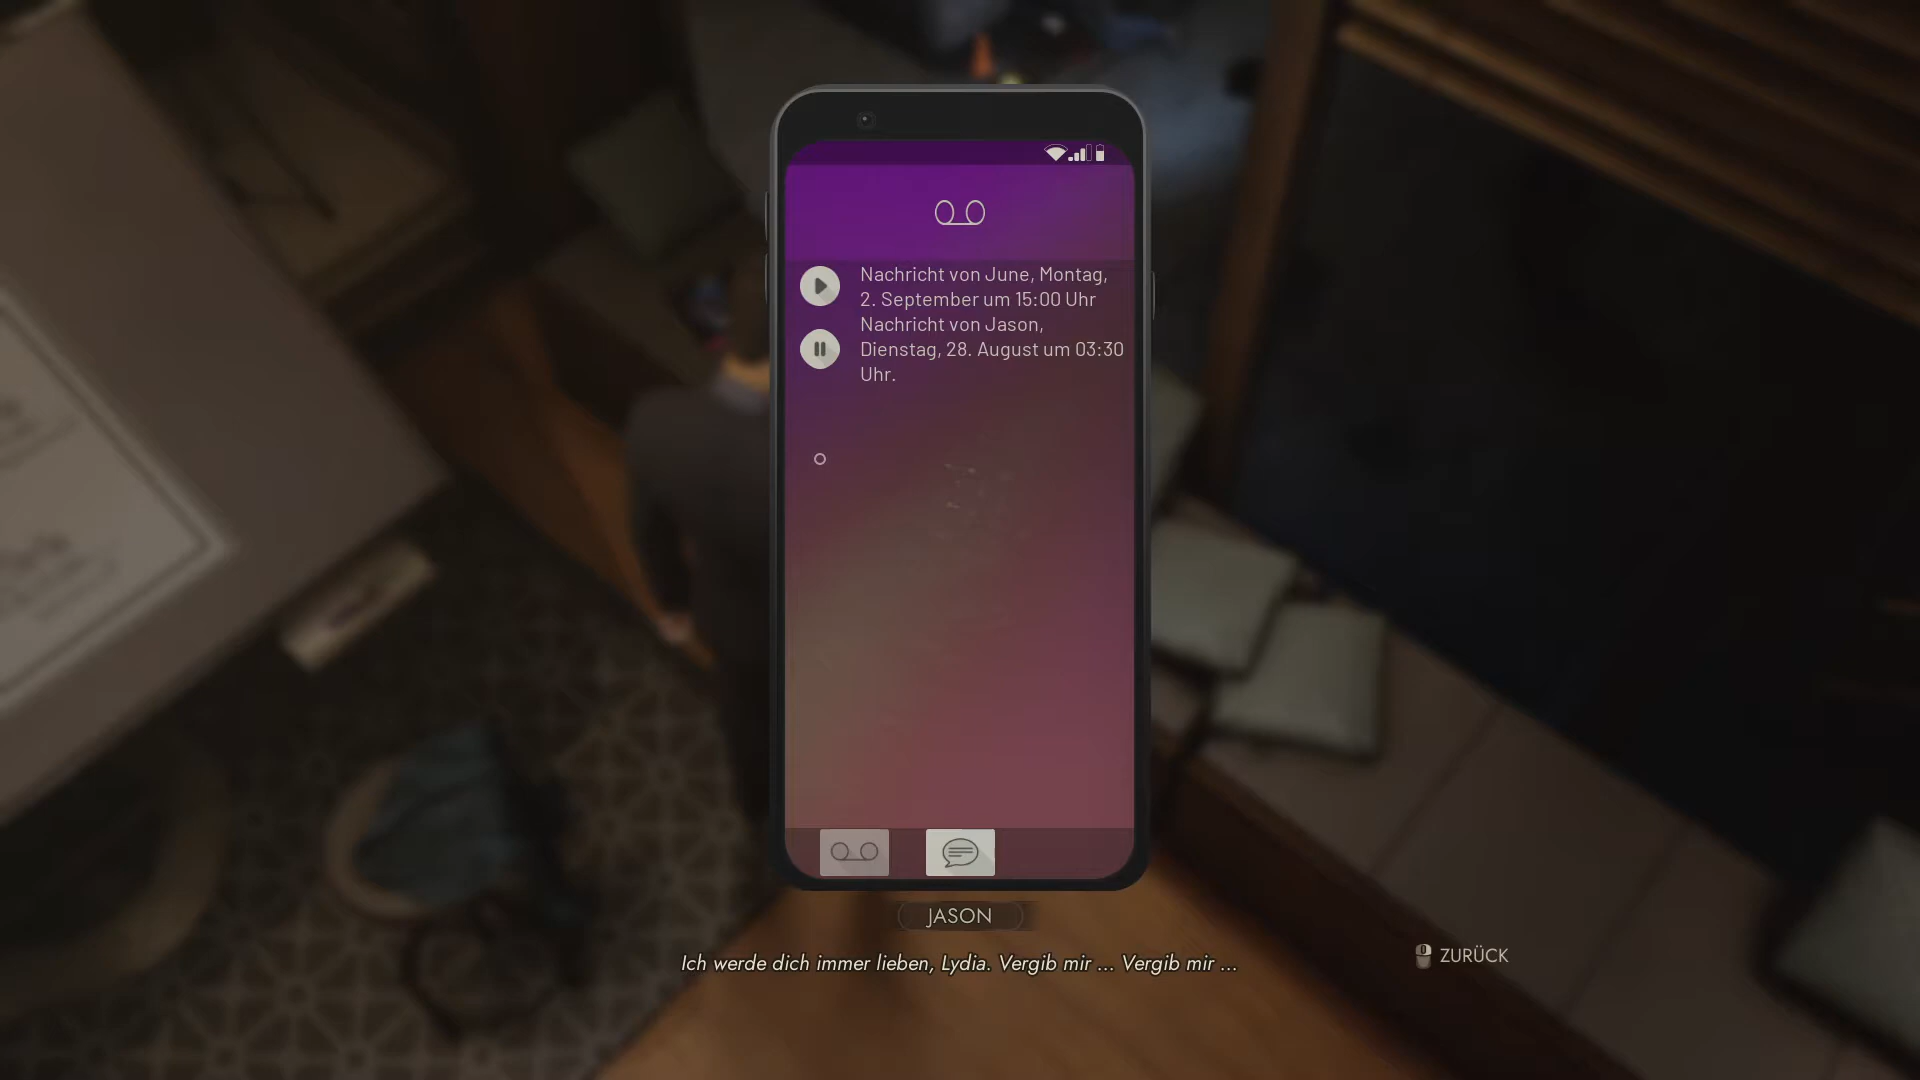 Nachricht von June, Montag,
2. September um 15:00 Uhr
Nachricht von Jason,
Dienstag, 28. August um 03:30
Uhr.
JASON
Ich werde dich immer lieben, Lydia. Vergib mir ... Vergib mir ...
ZURÜCK